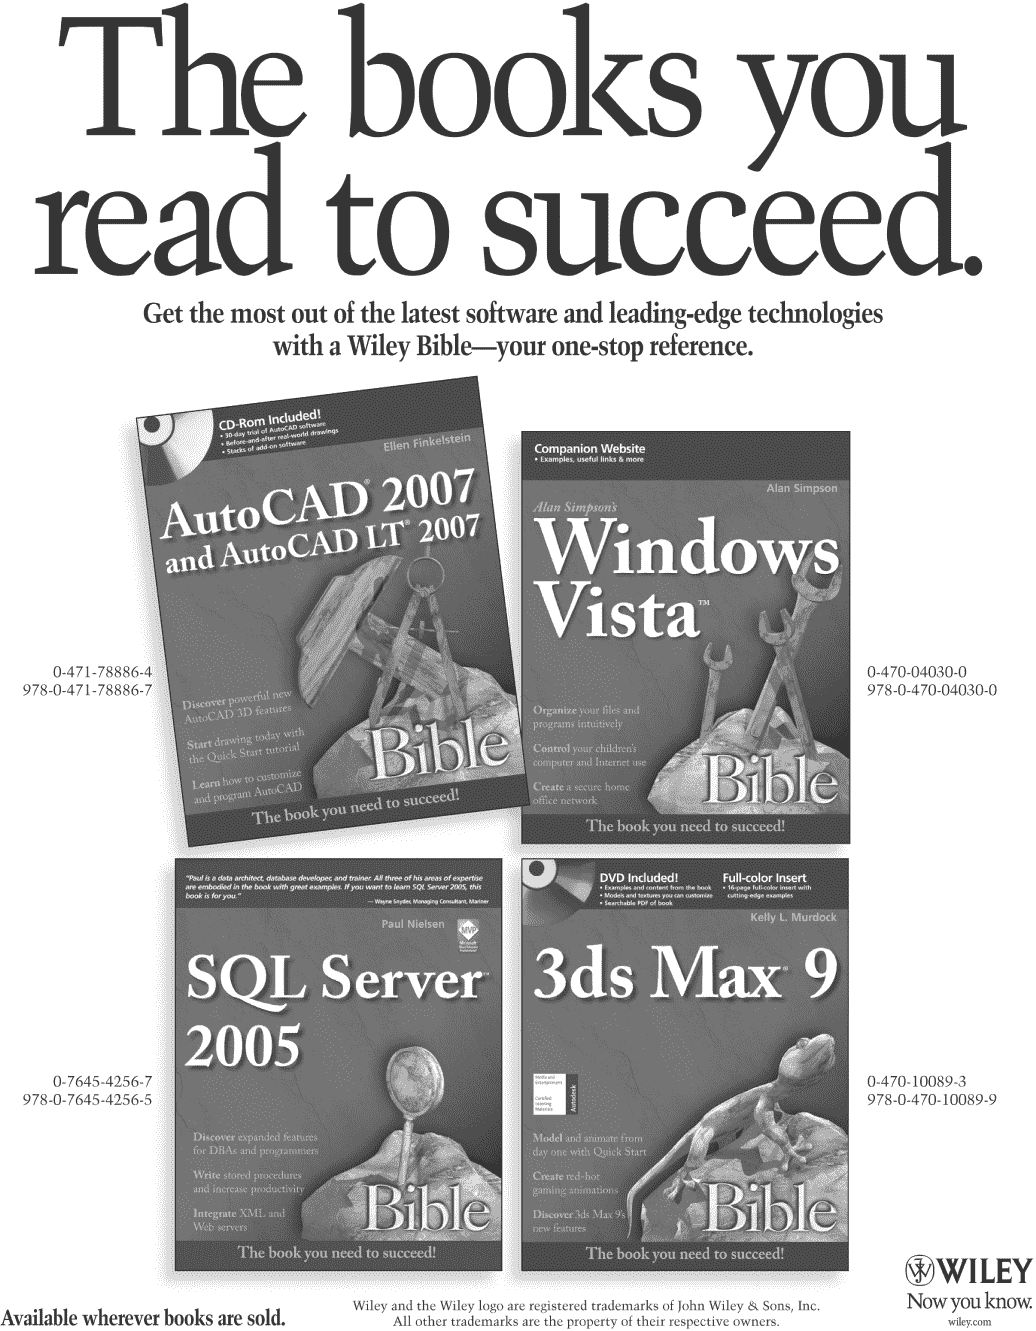 The books you
read to succeed.
Get the most out of the latest software and leading-edge technologies
with a Wiley Bible—your one-stop reference.
CD-Rom Included!
• 30-day trial of AutoCAD software
• Before-and-after real-world drawings
• Stacks of add-on software
Ellen Finkelstein
AutoCAD® 2007
and AutoCAD LT® 2007
Discover powerful new
AutoCAD 3D features
Start drawing today with
the Quick Start tutorial
Learn how to customize
and program AutoCAD
Bible
The book you need to succeed!
0-471-78886-4
978-0-471-78886-7
Companion Website
• Examples, useful links & more
Alan Simpson
Alan Simpson's
Windows
Vista™
Organize your files and
programs intuitively
Control your children's
computer and Internet use
Create a secure home
office network
Bible
The book you need to succeed!
0-470-04030-0
978-0-470-04030-0
"Paul is a data architect, database developer, and trainer. All three of his areas of expertise
are embodied in the book with great examples. If you want to learn SQL Server 2005, this
book is for you."
— Wayne Snyder, Managing Consultant, Mariner
Paul Nielsen
MVP
SQL Server™
2005
Discover expanded features
for DBAs and programmers
Write stored procedures
and increase productivity
Integrate XML and
Web servers
Bible
The book you need to succeed!
0-7645-4256-7
978-0-7645-4256-5
DVD Included!
• Examples and content from the book
• Models and textures you can customize
• Searchable PDF of book
Full-color Insert
• 16-page full-color insert with
cutting-edge examples
Kelly L. Murdock
3ds Max® 9
Media and
Entertainment
Certified
Learning
Materials
Autodesk
Model and animate from
day one with Quick Start
Create red-hot
gaming animations
Discover 3ds Max 9's
new features
Bible
The book you need to succeed!
0-470-10089-3
978-0-470-10089-9
Available wherever books are sold.
Wiley and the Wiley logo are registered trademarks of John Wiley & Sons, Inc.
All other trademarks are the property of their respective owners.
WILEY
Now you know.
wiley.com